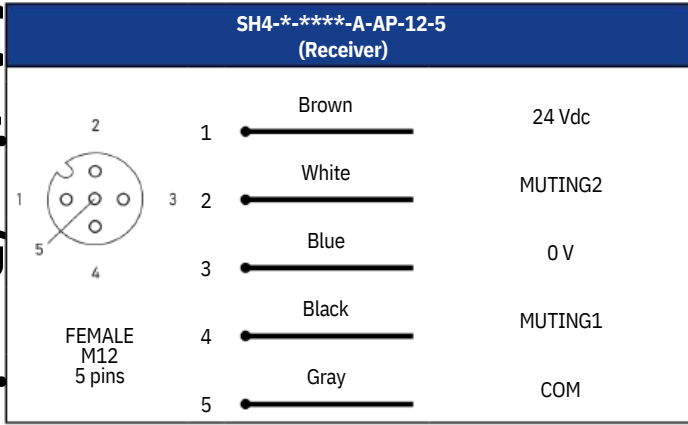 SH4-*-****-A-AP-12-5
(Receiver)
2
1
3
5
4
FEMALE
M12
5 pins
1 Brown 24 Vdc
2 White MUTING2
3 Blue 0 V
4 Black MUTING1
5 Gray COM